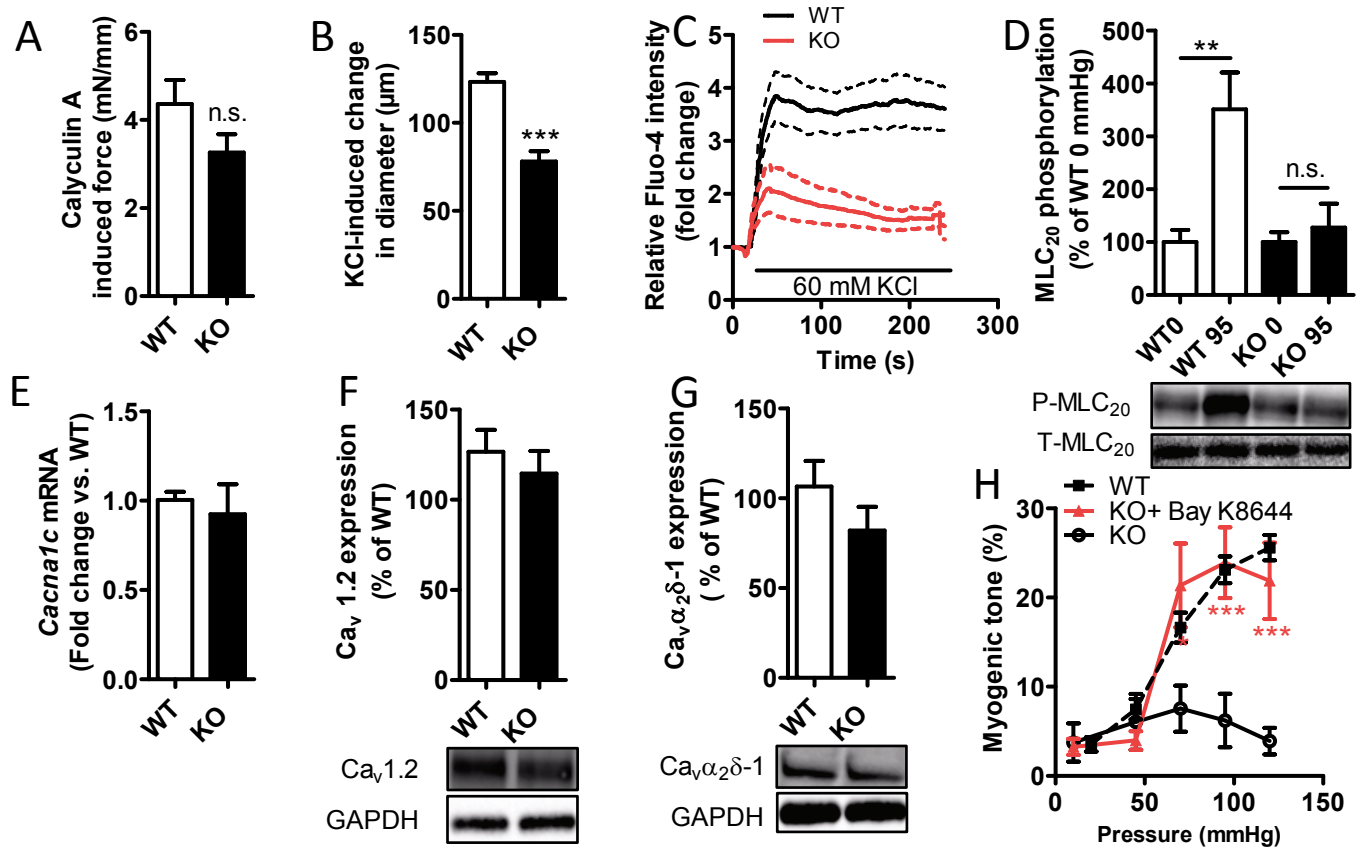 A
Calyculin A
induced force (mN/mm)
6
4
2
0
n.s.
WT
KO
B
KCl-induced change
in diameter (µm)
150
100
50
0
***
WT
KO
C
WT
KO
Relative Fluo-4 intensity
(fold change)
5
4
3
2
1
0
60 mM KCl
0
100
200
300
Time (s)
D
MLC20 phosphorylation
(% of WT 0 mmHg)
500
450
400
350
300
250
200
150
100
50
0
**
n.s.
WT0
WT 95
KO 0
KO 95
P-MLC20
T-MLC20
E
Cacna1c mRNA
(Fold change vs. WT)
1.5
1.0
0.5
0.0
WT
KO
F
Cav 1.2 expression
(% of WT)
150
100
50
0
WT
KO
Cav1.2
GAPDH
G
Cavα2δ-1 expression
( % of WT)
150
100
50
0
WT
KO
Cavα2δ-1
GAPDH
H
WT
KO+ Bay K8644
KO
Myogenic tone (%)
30
20
10
0
*
***
***
0
50
100
150
Pressure (mmHg)